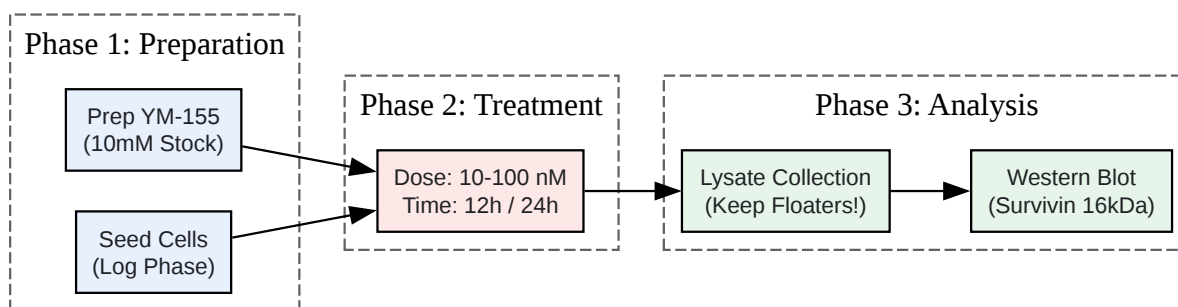 Phase 1: Preparation
Prep YM-155
(10mM Stock)
Seed Cells
(Log Phase)
Phase 2: Treatment
Dose: 10-100 nM
Time: 12h / 24h
Phase 3: Analysis
Lysate Collection
(Keep Floaters!)
Western Blot
(Survivin 16kDa)